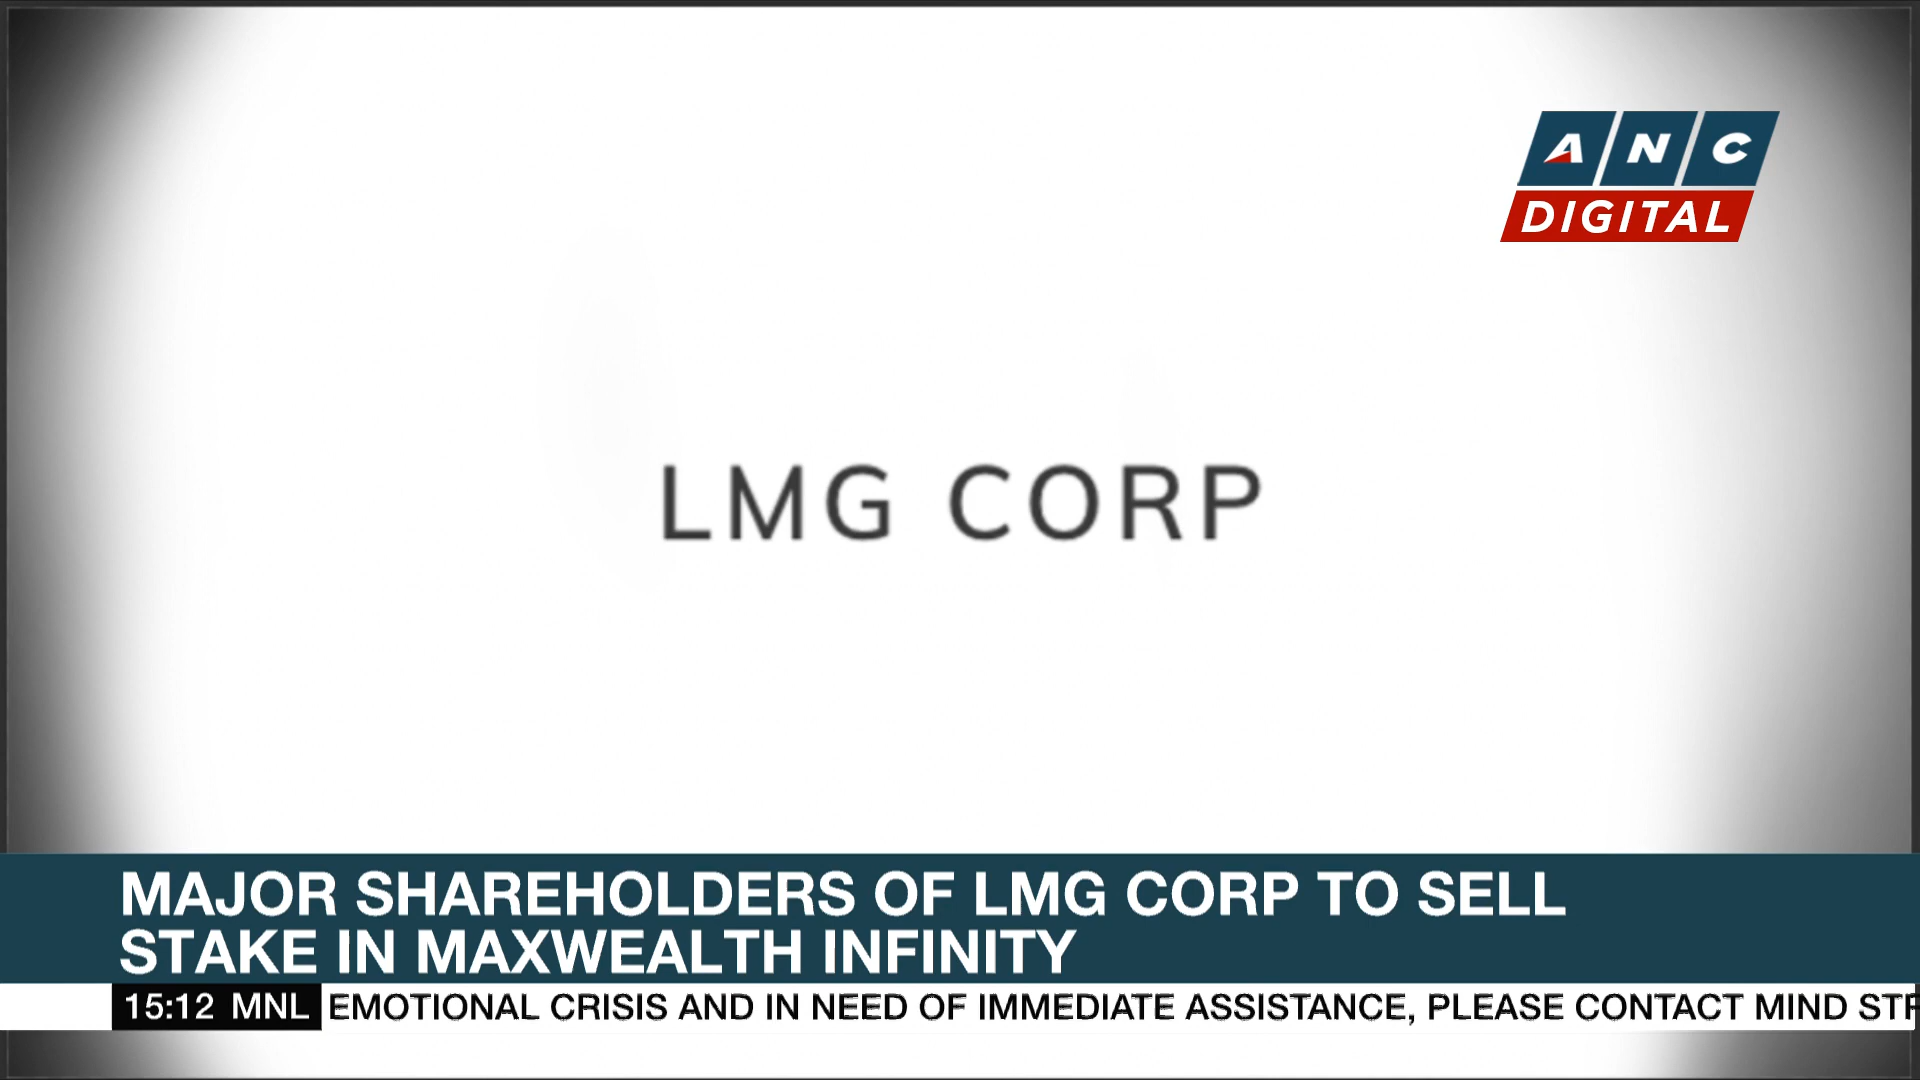 ANC
DIGITAL
LMG CORP
MAJOR SHAREHOLDERS OF LMG CORP TO SELL
STAKE IN MAXWEALTH INFINITY
15:12 MNL EMOTIONAL CRISIS AND IN NEED OF IMMEDIATE ASSISTANCE, PLEASE CONTACT MIND